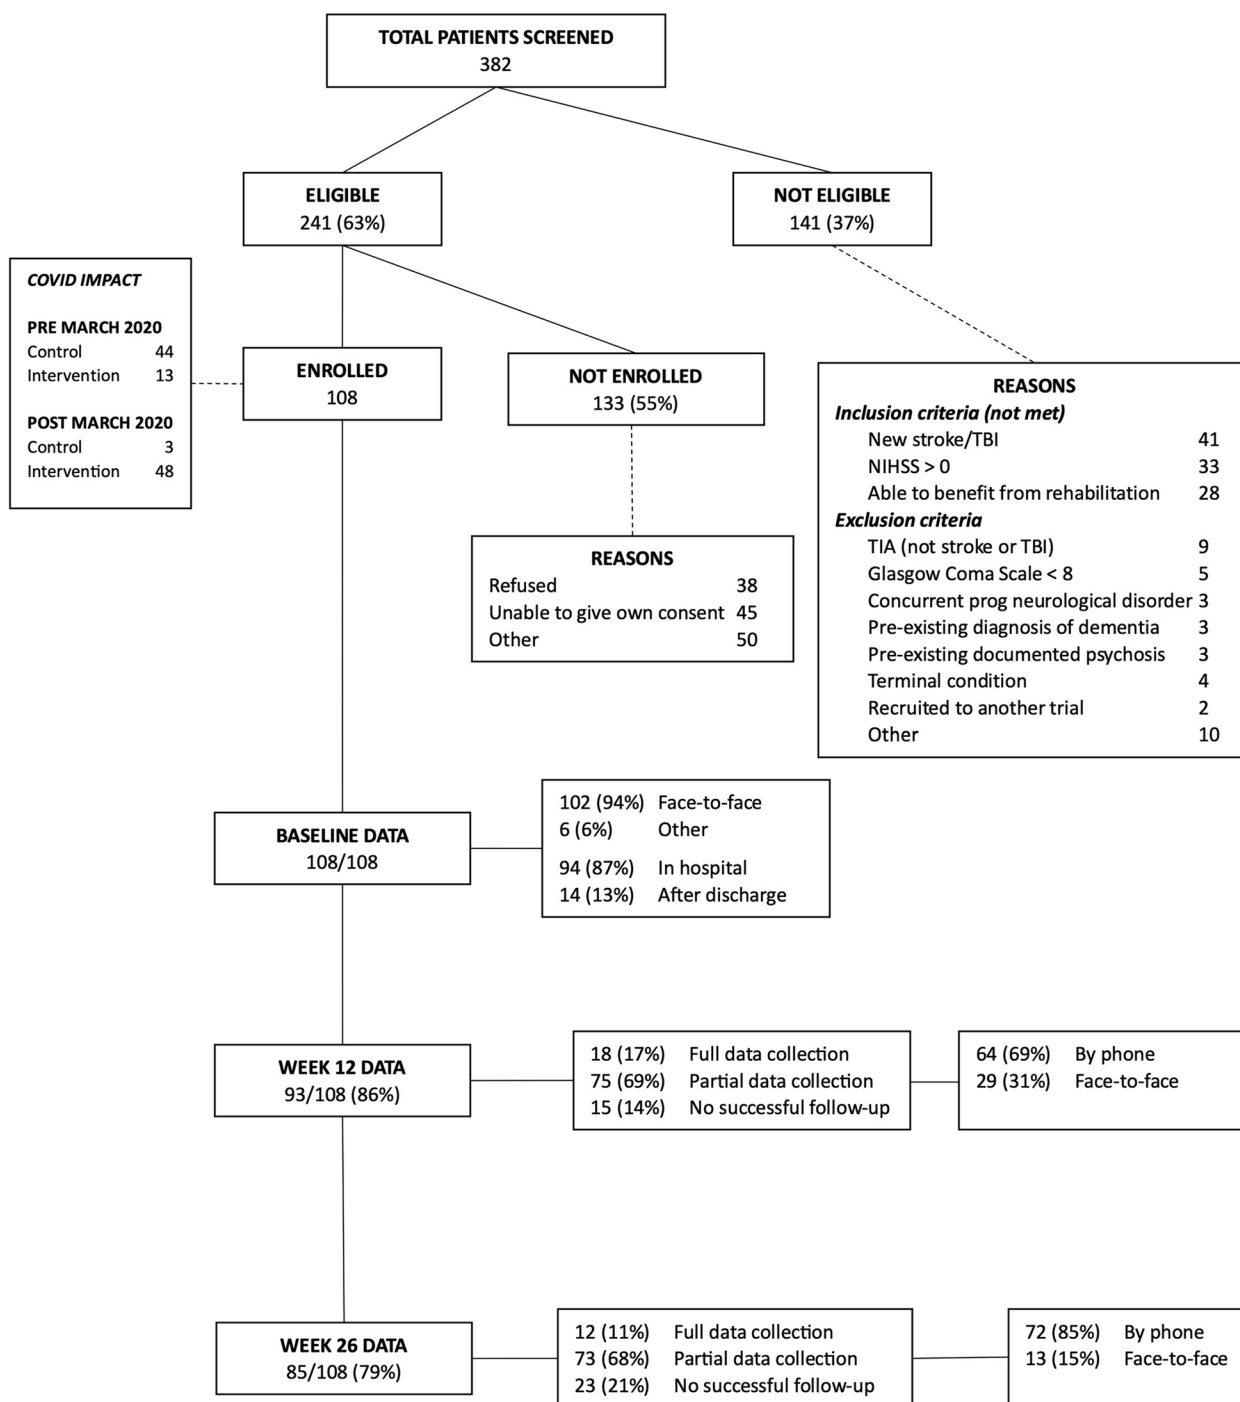 TOTAL PATIENTS SCREENED
382
ELIGIBLE
241 (63%)
NOT ELIGIBLE
141 (37%)
COVID IMPACT
PRE MARCH 2020
Control 44
Intervention 13
POST MARCH 2020
Control 3
Intervention 48
ENROLLED
108
NOT ENROLLED
133 (55%)
REASONS
Refused 38
Unable to give own consent 45
Other 50
REASONS
Inclusion criteria (not met)
New stroke/TBI 41
NIHSS > 0 33
Able to benefit from rehabilitation 28
Exclusion criteria
TIA (not stroke or TBI) 9
Glasgow Coma Scale < 8 5
Concurrent prog neurological disorder 3
Pre-existing diagnosis of dementia 3
Pre-existing documented psychosis 3
Terminal condition 4
Recruited to another trial 2
Other 10
BASELINE DATA
108/108
102 (94%) Face-to-face
6 (6%) Other
94 (87%) In hospital
14 (13%) After discharge
WEEK 12 DATA
93/108 (86%)
18 (17%) Full data collection
75 (69%) Partial data collection
15 (14%) No successful follow-up
64 (69%) By phone
29 (31%) Face-to-face
WEEK 26 DATA
85/108 (79%)
12 (11%) Full data collection
73 (68%) Partial data collection
23 (21%) No successful follow-up
72 (85%) By phone
13 (15%) Face-to-face